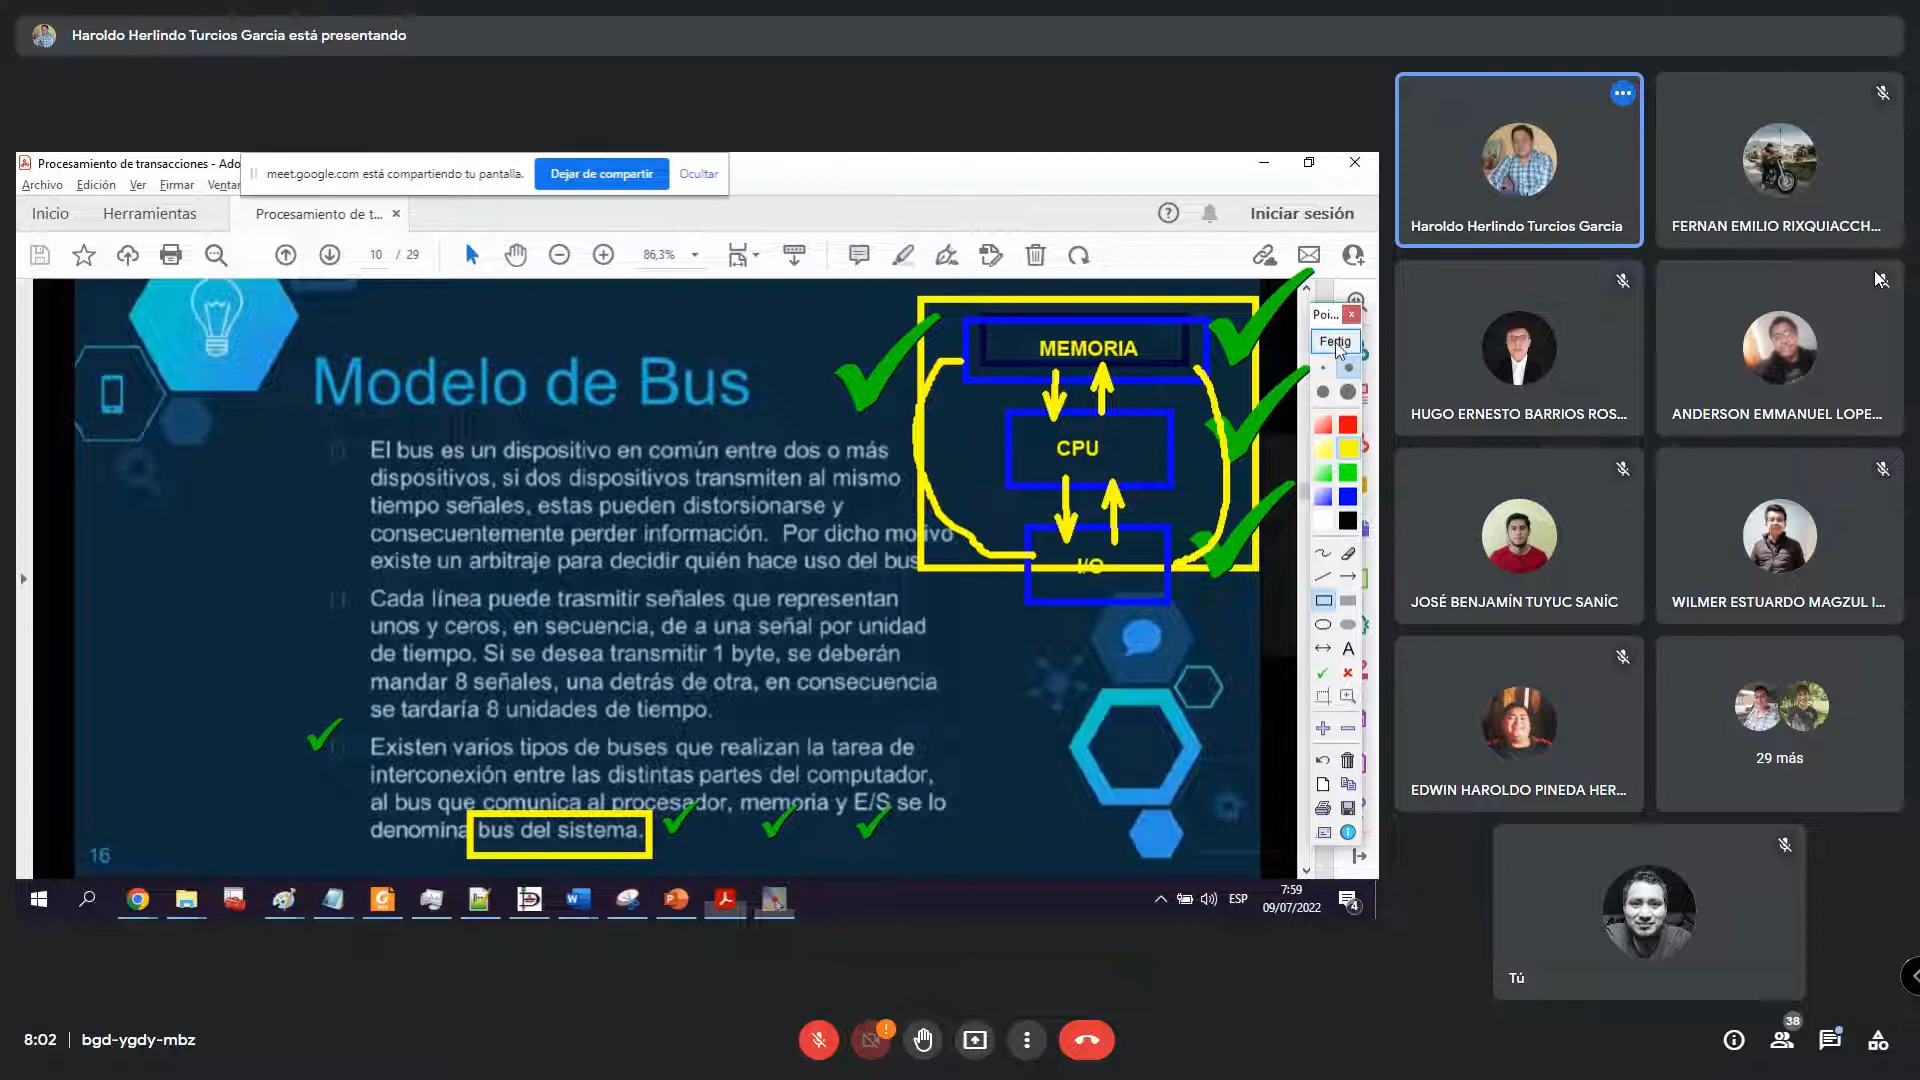 Haroldo Herlindo Turcios Garcia está presentando
Procesamiento de transacciones - Ado
meet.google.com está compartiendo tu pantalla.
Dejar de compartir
Ocultar
Archivo Edición Ver Firmar Ventan
Inicio Herramientas Procesamiento de t... Iniciar sesión
10 / 29 86,3%
Modelo de Bus
El bus es un dispositivo en común entre dos o más
dispositivos, si dos dispositivos transmiten al mismo
tiempo señales, estas pueden distorsionarse y
consecuentemente perder información. Por dicho motivo
existe un arbitraje para decidir quién hace uso del bus
Cada línea puede trasmitir señales que representan
unos y ceros, en secuencia, de a una señal por unidad
de tiempo. Si se desea transmitir 1 byte, se deberán
mandar 8 señales, una detrás de otra, en consecuencia
se tardaría 8 unidades de tiempo.
Existen varios tipos de buses que realizan la tarea de
interconexión entre las distintas partes del computador,
al bus que comunica al procesador, memoria y E/S se lo
denomina bus del sistema.
16
MEMORIA
CPU
I/O
Poi...
Fertig
A
ESP
7:59
09/07/2022
4
Haroldo Herlindo Turcios Garcia
FERNAN EMILIO RIXQUIACCH...
HUGO ERNESTO BARRIOS ROS...
ANDERSON EMMANUEL LOPE...
JOSÉ BENJAMÍN TUYUC SANÍC
WILMER ESTUARDO MAGZUL I...
EDWIN HAROLDO PINEDA HER...
29 más
Tú
8:02 | bgd-ygdy-mbz
38